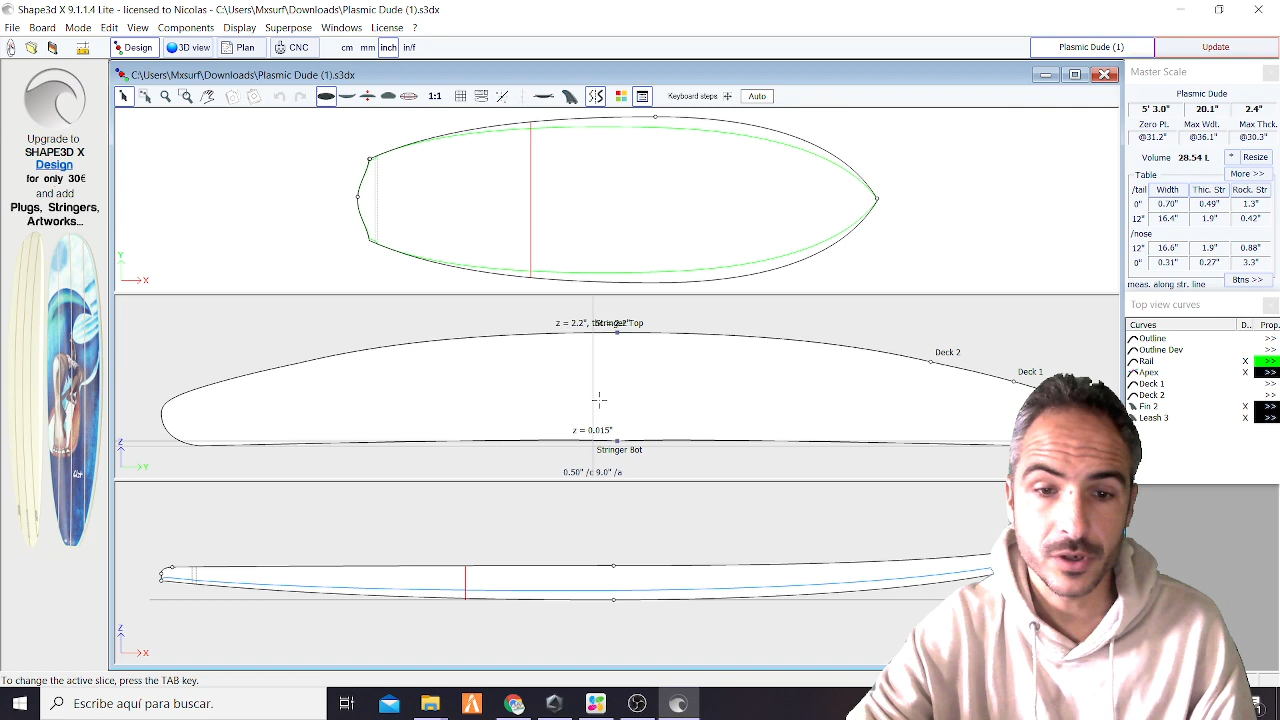 Shape3d X 9.1.1.4 Lite - licensed to Nicolas - C:\Users\Mxsurf\Downloads\Plasmic Dude (1).s3dx
File Board Mode Edit View Components Display Superpose Windows License ?
Design 3D view Plan CNC cm mm inch in/f Plasmic Dude (1) Update
C:\Users\Mxsurf\Downloads\Plasmic Dude (1).s3dx
1:1 Keyboard steps Auto
Upgrade to
SHAPE3D X
Design
for only 30€
and add
Plugs, Stringers,
Artworks...
Y
X
z = 2.2", Stringer Top
Deck 2
Deck 1
z = 0.015"
Stringer Bot
0.50" /c 9.0" /a
Z
Y
Z
X
Master Scale
Plasmic Dude
5' 3.0" 20.1" 2.4"
Zero Pt. Max Wdt. Max Thck.
@31.2" @36.1" @30.3"
Volume 28.54 L * Resize
Table More >>
/tail Width Thic. Str Rock. Str
0" 0.70" 0.49" 1.3"
12" 16.4" 1.9" 0.42"
/nose
12" 16.6" 1.9" 0.88"
0" 0.31" 0.27" 3.3"
meas. along str. line Btns >>
Top view curves
Curves D.. Prop.
Outline >>
Outline Dev >>
Rail X >>
Apex X >>
Deck 1 >>
Deck 2 >>
Fin 2 X >>
Leash 3 X >>
To change the active slice, press the TAB key.
Escribe aquí para buscar.